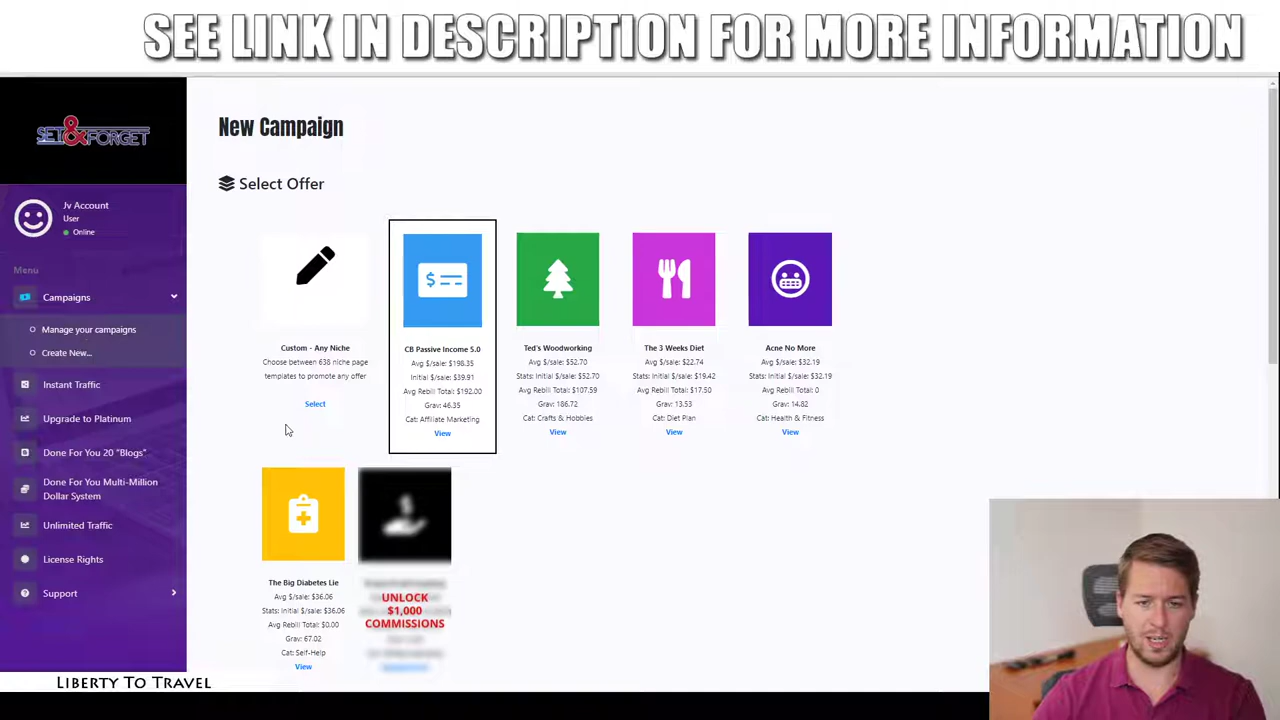 SEE LINK IN DESCRIPTION FOR MORE INFORMATION
SET&FORGET
Jv Account
User
Online
Menu
Campaigns
Manage your campaigns
Create New...
Instant Traffic
Upgrade to Platinum
Done For You 20 "Blogs"
Done For You Multi-Million
Dollar System
Unlimited Traffic
License Rights
Support
New Campaign
Select Offer
Custom - Any Niche
Choose between 638 niche page
templates to promote any offer
Select
$
CB Passive Income 5.0
Avg $/sale: $198.35
Initial $/sale: $39.91
Avg Rebill Total: $192.00
Grav: 46.35
Cat: Affiliate Marketing
View
Ted's Woodworking
Avg $/sale: $52.70
Stats: Initial $/sale: $52.70
Avg Rebill Total: $107.59
Grav: 186.72
Cat: Crafts & Hobbies
View
The 3 Weeks Diet
Avg $/sale: $22.74
Stats: Initial $/sale: $19.42
Avg Rebill Total: $17.50
Grav: 13.53
Cat: Diet Plan
View
Acne No More
Avg $/sale: $32.19
Stats: Initial $/sale: $32.19
Avg Rebill Total: 0
Grav: 14.82
Cat: Health & Fitness
View
The Big Diabetes Lie
Avg $/sale: $36.06
Stats: Initial $/sale: $36.06
Avg Rebill Total: $0.00
Grav: 67.02
Cat: Self-Help
View
UNLOCK
$1,000
COMMISSIONS
LIBERTY TO TRAVEL